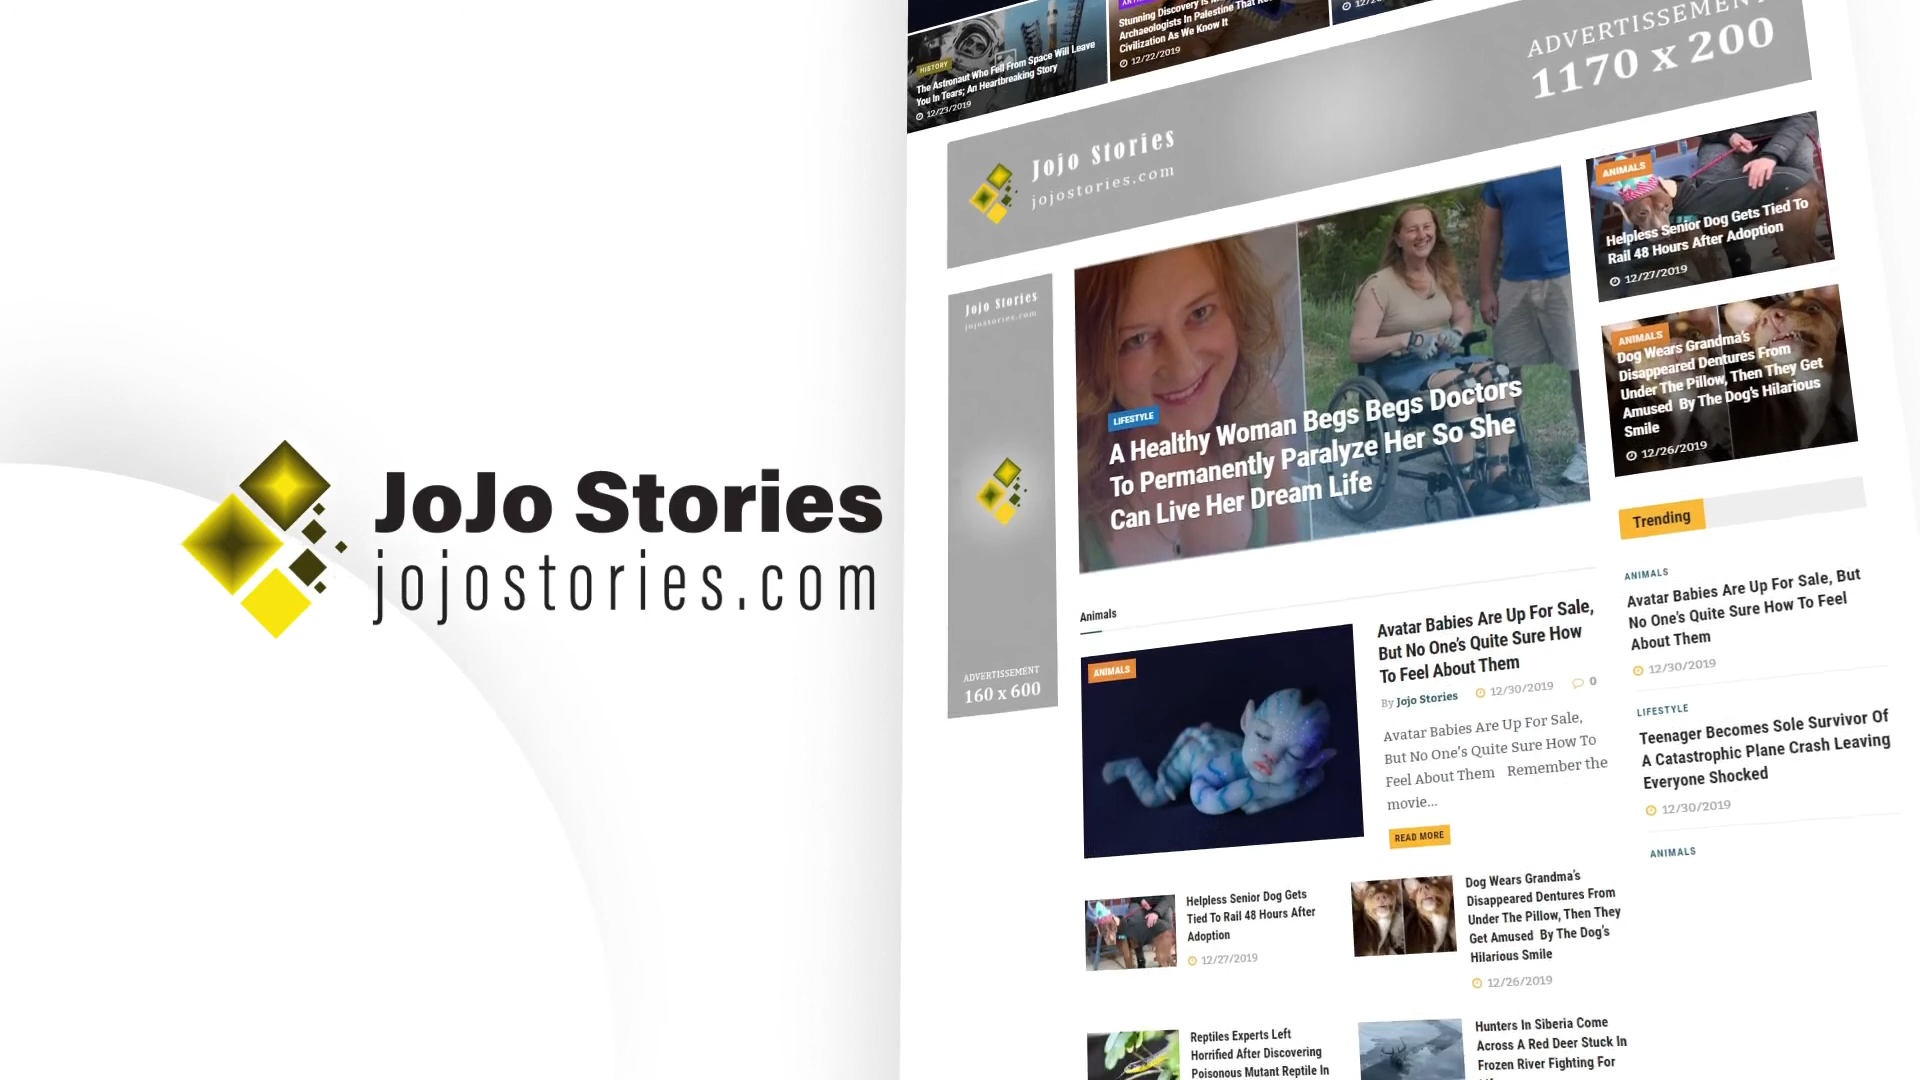 HISTORY
The Astronaut Who Fell From Space Will Leave
You In Tears; An Heartbreaking Story
12/23/2019
Stunning Discovery
Archaeologists In Palestine That
Civilization As We Know It
12/22/2019
ADVERTISSEMENT
1170 x 200
Jojo Stories
jojostories.com
JoJo Stories
jojostories.com
Jojo Stories
jojostories.com
ADVERTISSEMENT
160 x 600
LIFESTYLE
A Healthy Woman Begs Begs Doctors
To Permanently Paralyze Her So She
Can Live Her Dream Life
ANIMALS
Helpless Senior Dog Gets Tied To
Rail 48 Hours After Adoption
12/27/2019
ANIMALS
Dog Wears Grandma's
Disappeared Dentures From
Under The Pillow, Then They Get
Amused By The Dog's Hilarious
Smile
12/26/2019
Trending
ANIMALS
Avatar Babies Are Up For Sale, But
No One's Quite Sure How To Feel
About Them
12/30/2019
LIFESTYLE
Teenager Becomes Sole Survivor Of
A Catastrophic Plane Crash Leaving
Everyone Shocked
12/30/2019
ANIMALS
Animals
ANIMALS
Avatar Babies Are Up For Sale,
But No One's Quite Sure How
To Feel About Them
By Jojo Stories 12/30/2019 0
Avatar Babies Are Up For Sale,
But No One's Quite Sure How To
Feel About Them Remember the
movie...
READ MORE
Helpless Senior Dog Gets
Tied To Rail 48 Hours After
Adoption
12/27/2019
Dog Wears Grandma's
Disappeared Dentures From
Under The Pillow, Then They
Get Amused By The Dog's
Hilarious Smile
12/26/2019
Reptiles Experts Left
Horrified After Discovering
Poisonous Mutant Reptile In
Hunters In Siberia Come
Across A Red Deer Stuck In
Frozen River Fighting For